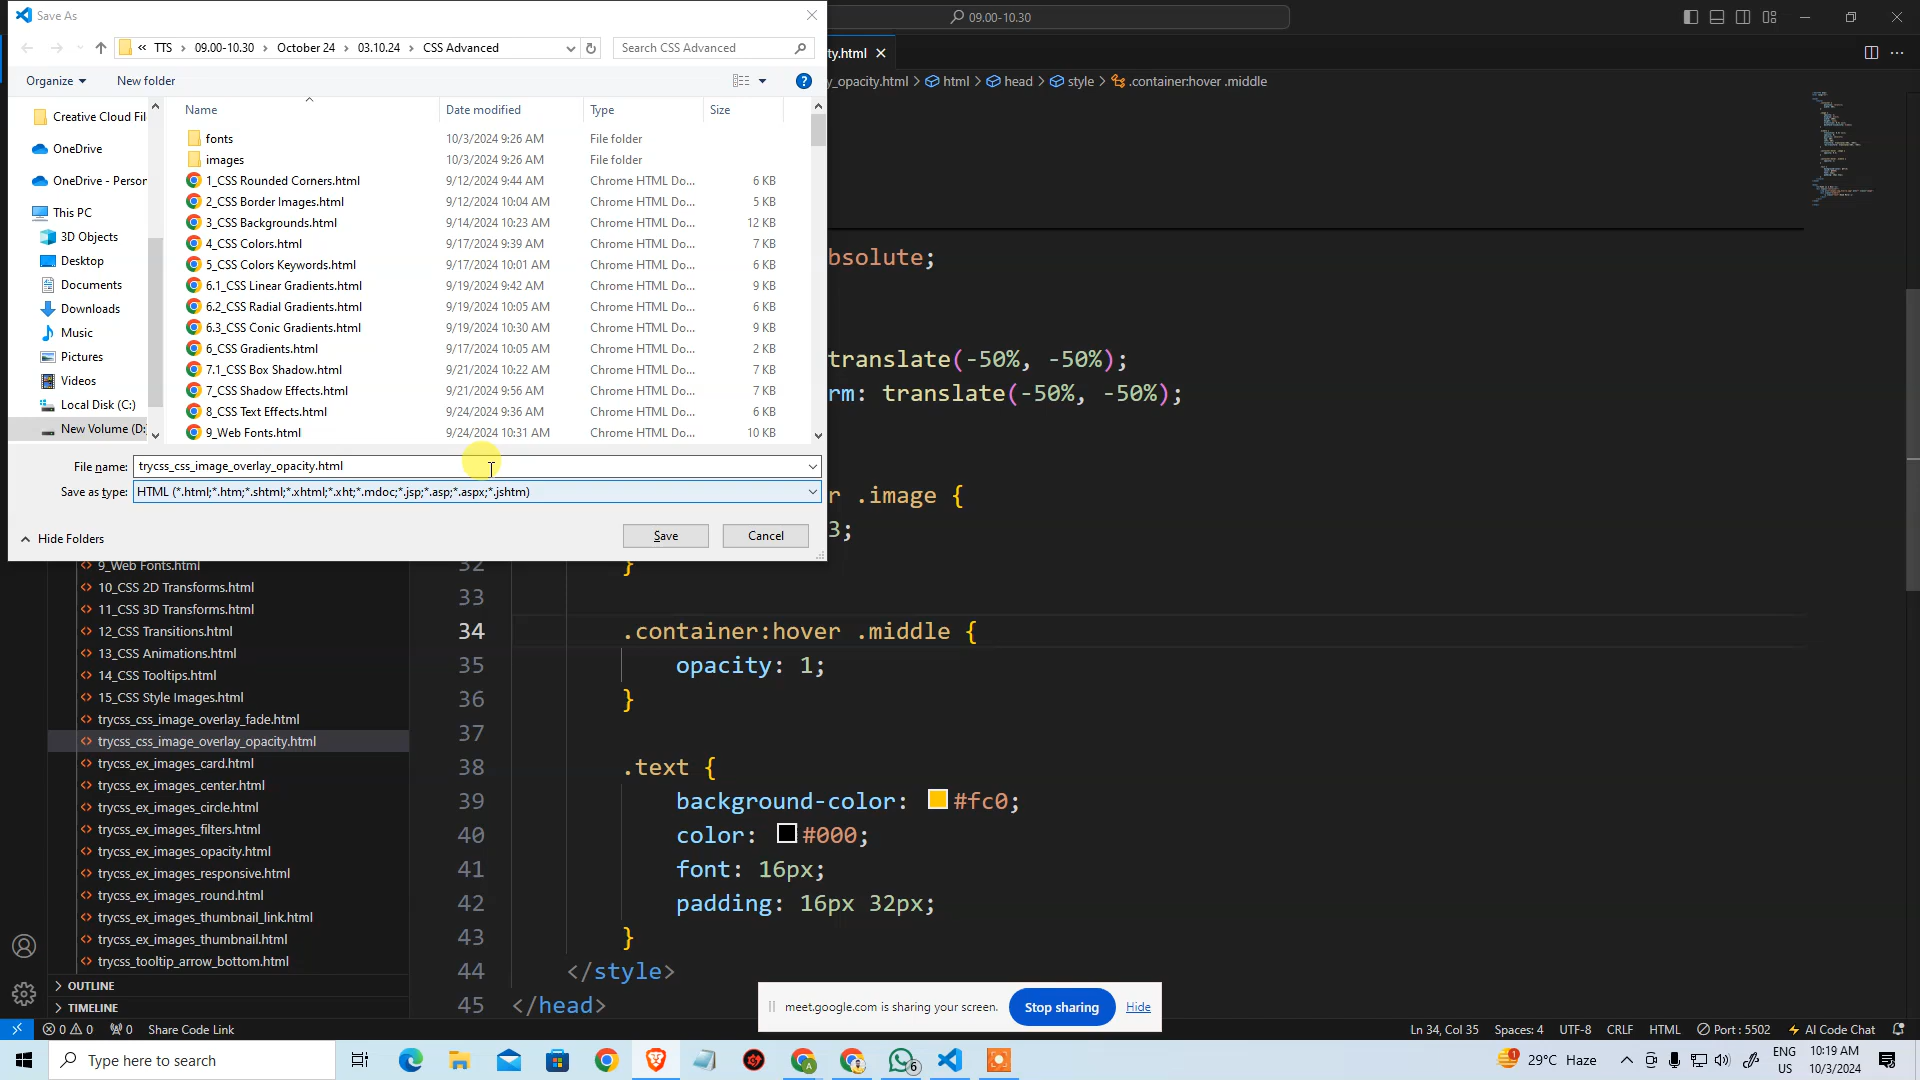 Save As
09.00-10.30
« TTS > 09.00-10.30 > October 24 > 03.10.24 > CSS Advanced
Search CSS Advanced
ty.html
Organize
New folder
y_opacity.html > html > head > style > .container:hover .middle
Name Date modified Type Size
Creative Cloud Fil
OneDrive
OneDrive - Person
This PC
3D Objects
Desktop
Documents
Downloads
Music
Pictures
Videos
Local Disk (C:)
New Volume (D:
fonts 10/3/2024 9:26 AM File folder
images 10/3/2024 9:26 AM File folder
1_CSS Rounded Corners.html 9/12/2024 9:44 AM Chrome HTML Do... 6 KB
2_CSS Border Images.html 9/12/2024 10:04 AM Chrome HTML Do... 5 KB
3_CSS Backgrounds.html 9/14/2024 10:23 AM Chrome HTML Do... 12 KB
4_CSS Colors.html 9/17/2024 9:39 AM Chrome HTML Do... 7 KB
5_CSS Colors Keywords.html 9/17/2024 10:01 AM Chrome HTML Do... 6 KB
6.1_CSS Linear Gradients.html 9/19/2024 9:42 AM Chrome HTML Do... 9 KB
6.2_CSS Radial Gradients.html 9/19/2024 10:05 AM Chrome HTML Do... 6 KB
6.3_CSS Conic Gradients.html 9/19/2024 10:30 AM Chrome HTML Do... 9 KB
6_CSS Gradients.html 9/17/2024 10:05 AM Chrome HTML Do... 2 KB
7.1_CSS Box Shadow.html 9/21/2024 10:22 AM Chrome HTML Do... 7 KB
7_CSS Shadow Effects.html 9/21/2024 9:56 AM Chrome HTML Do... 7 KB
8_CSS Text Effects.html 9/24/2024 9:36 AM Chrome HTML Do... 6 KB
9_Web Fonts.html 9/24/2024 10:31 AM Chrome HTML Do... 10 KB
File name: trycss_css_image_overlay_opacity.html
Save as type: HTML (*.html;*.htm;*.shtml;*.xhtml;*.xht;*.mdoc;*.jsp;*.asp;*.aspx;*.jshtm)
Hide Folders
Save
Cancel
bsolute;
translate(-50%, -50%);
rm: translate(-50%, -50%);
r .image {
3;
32 }
33
34 .container:hover .middle {
35 opacity: 1;
36 }
37
38 .text {
39 background-color: #fc0;
40 color: #000;
41 font: 16px;
42 padding: 16px 32px;
43 }
44 </style>
45 </head>
9_Web Fonts.html
10_CSS 2D Transforms.html
11_CSS 3D Transforms.html
12_CSS Transitions.html
13_CSS Animations.html
14_CSS Tooltips.html
15_CSS Style Images.html
trycss_css_image_overlay_fade.html
trycss_css_image_overlay_opacity.html
trycss_ex_images_card.html
trycss_ex_images_center.html
trycss_ex_images_circle.html
trycss_ex_images_filters.html
trycss_ex_images_opacity.html
trycss_ex_images_responsive.html
trycss_ex_images_round.html
trycss_ex_images_thumbnail_link.html
trycss_ex_images_thumbnail.html
trycss_tooltip_arrow_bottom.html
OUTLINE
TIMELINE
meet.google.com is sharing your screen.
Stop sharing
Hide
0 0 0 Share Code Link
Ln 34, Col 35 Spaces: 4 UTF-8 CRLF HTML Port : 5502 AI Code Chat
Type here to search
6
1
29°C Haze
ENG
US
10:19 AM
10/3/2024